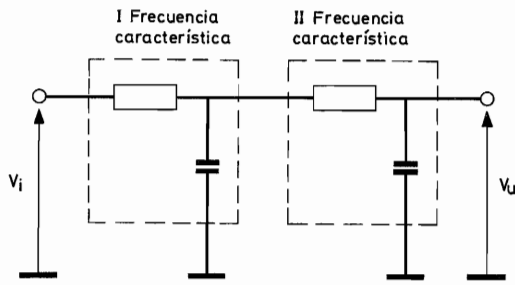 I Frecuencia
característica
II Frecuencia
característica
Vi
Vu